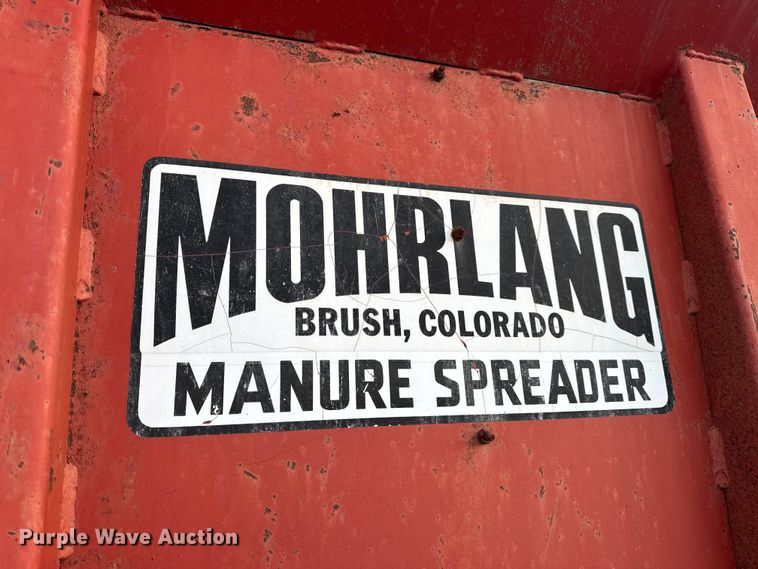 MOHRLANG
BRUSH, COLORADO
MANURE SPREADER
Purple Wave Auction